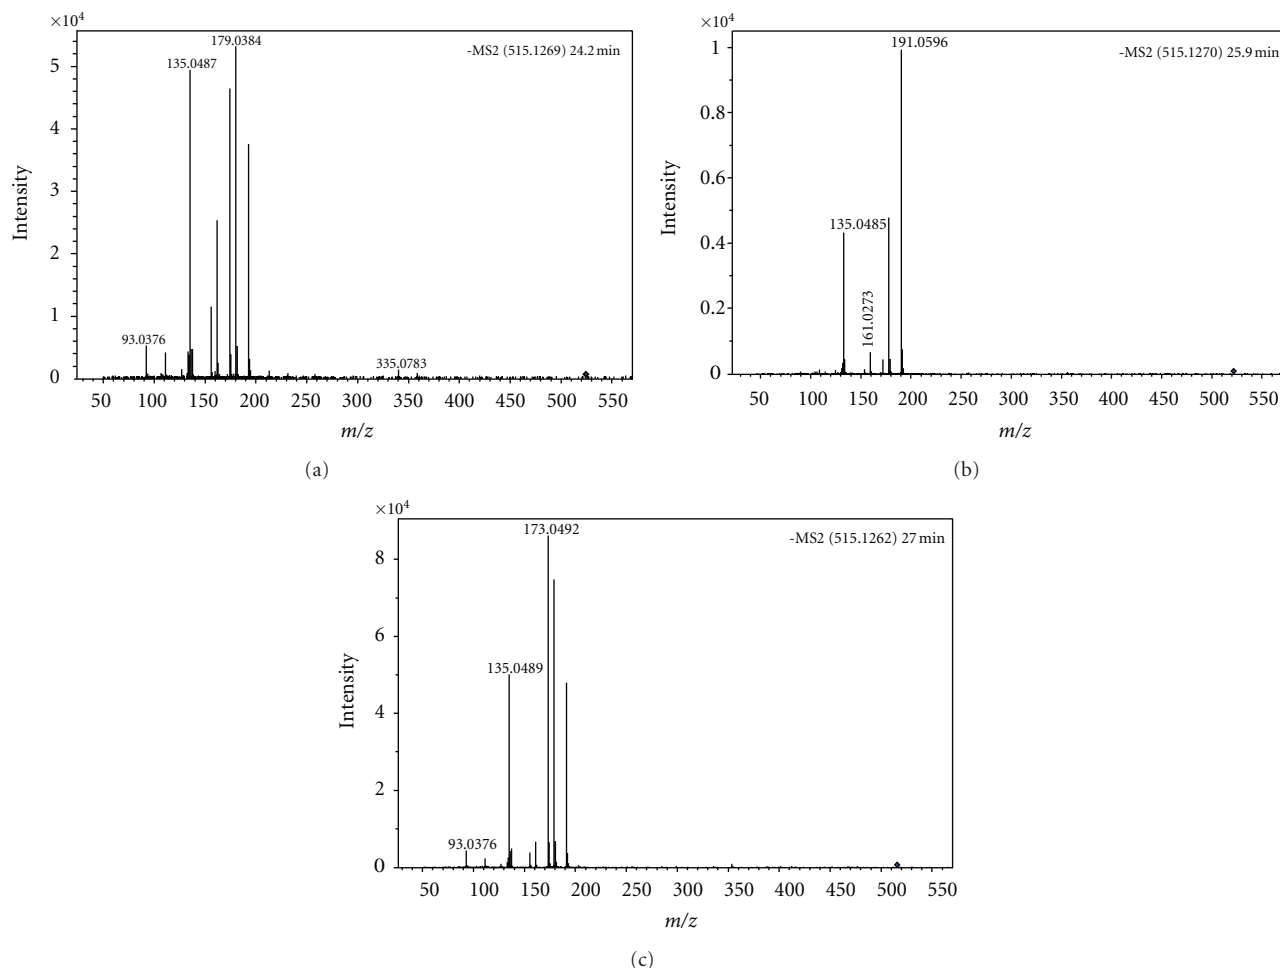 ×10⁴
179.0384
-MS2 (515.1269) 24.2 min
135.0487
5
4
3
2
1
0
Intensity
93.0376
335.0783
50 100 150 200 250 300 350 400 450 500 550
m/z
(a)
×10⁴
191.0596
-MS2 (515.1270) 25.9 min
1
0.8
0.6
0.4
0.2
0
Intensity
135.0485
161.0273
50 100 150 200 250 300 350 400 450 500 550
m/z
(b)
×10⁴
173.0492
-MS2 (515.1262) 27 min
8
6
4
2
0
Intensity
135.0489
93.0376
50 100 150 200 250 300 350 400 450 500 550
m/z
(c)